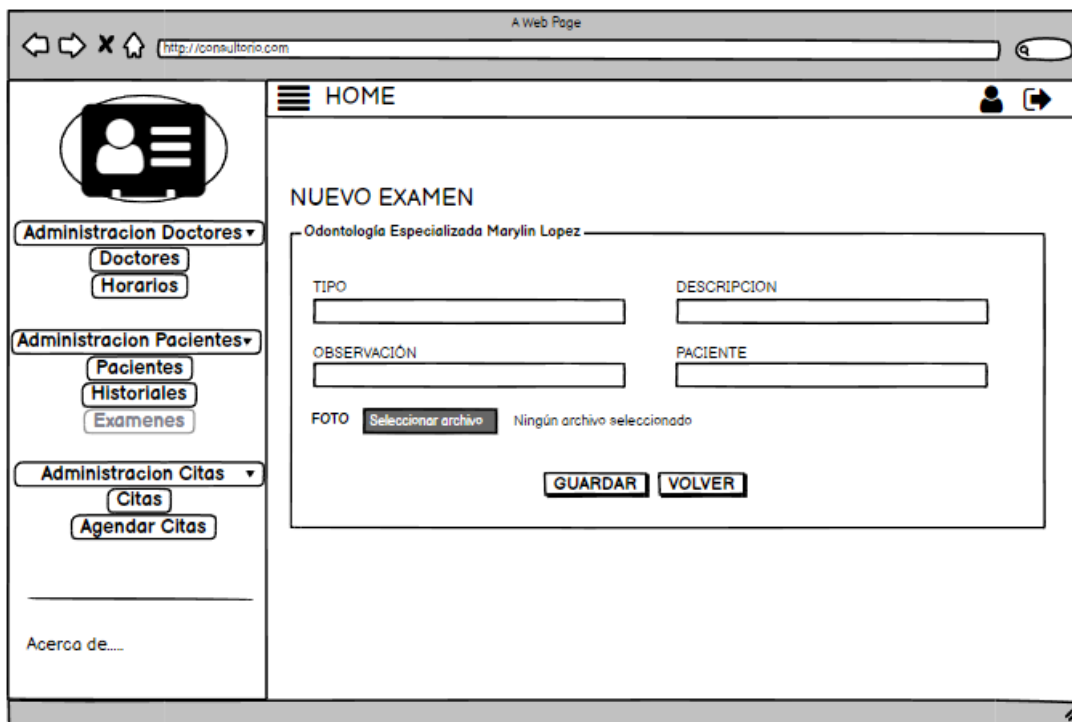 A Web Page
http://consultorio.com
HOME
Administracion Doctores
Doctores
Horarios
Administracion Pacientes
Pacientes
Historiales
Examenes
Administracion Citas
Citas
Agendar Citas
Acerca de.....
NUEVO EXAMEN
Odontología Especializada Marylin Lopez
TIPO
DESCRIPCION
OBSERVACIÓN
PACIENTE
FOTO Seleccionar archivo Ningún archivo seleccionado
GUARDAR VOLVER